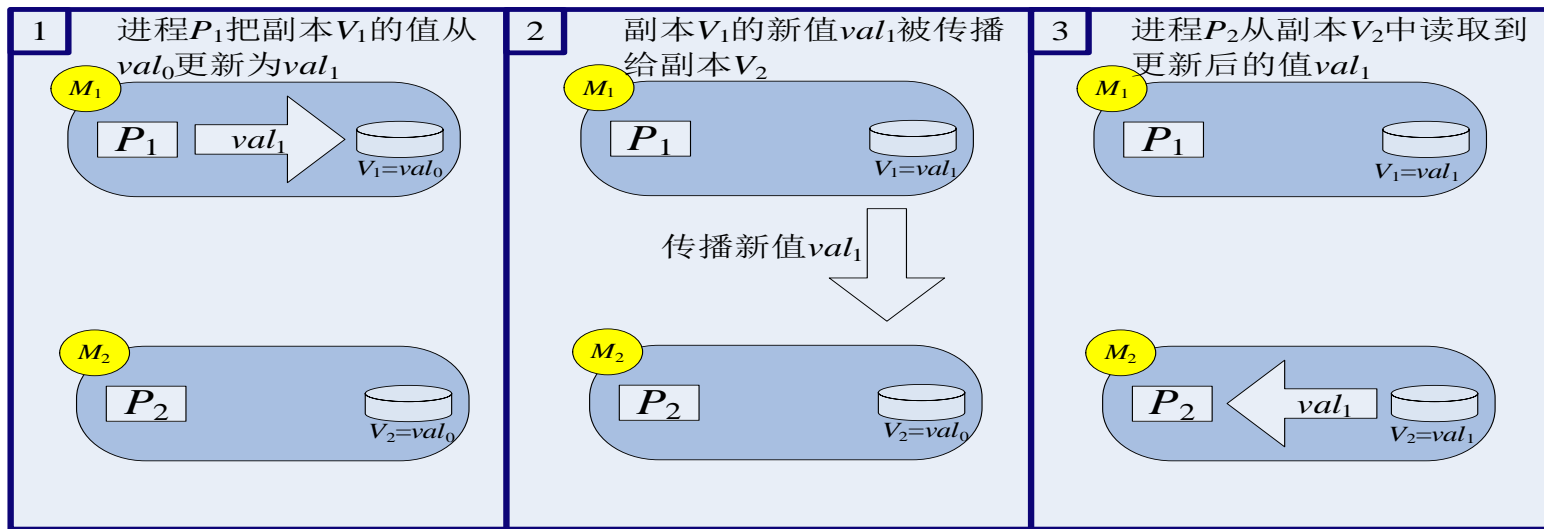 1
进程P₁把副本V₁的值从
val₀更新为val₁
M₁
P₁
val₁
V₁=val₀
M₂
P₂
V₂=val₀
2
副本V₁的新值val₁被传播
给副本V₂
M₁
P₁
V₁=val₁
传播新值val₁
M₂
P₂
V₂=val₀
3
进程P₂从副本V₂中读取到
更新后的值val₁
M₁
P₁
V₁=val₁
M₂
P₂
val₁
V₂=val₁